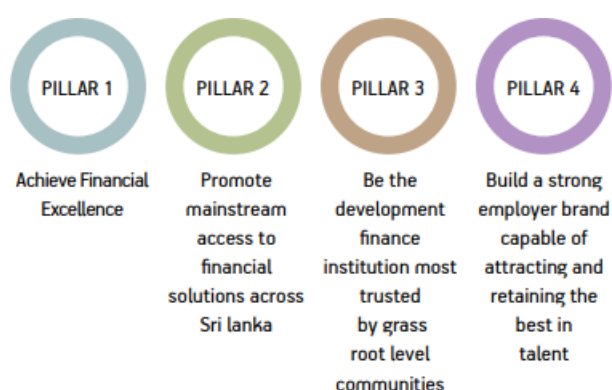 PILLAR 1
PILLAR 2
PILLAR 3
PILLAR 4
Achieve Financial
Excellence
Promote
mainstream
access to
financial
solutions across
Sri lanka
Be the
development
finance
institution most
trusted
by grass
root level
communities
Build a strong
employer brand
capable of
attracting and
retaining the
best in
talent